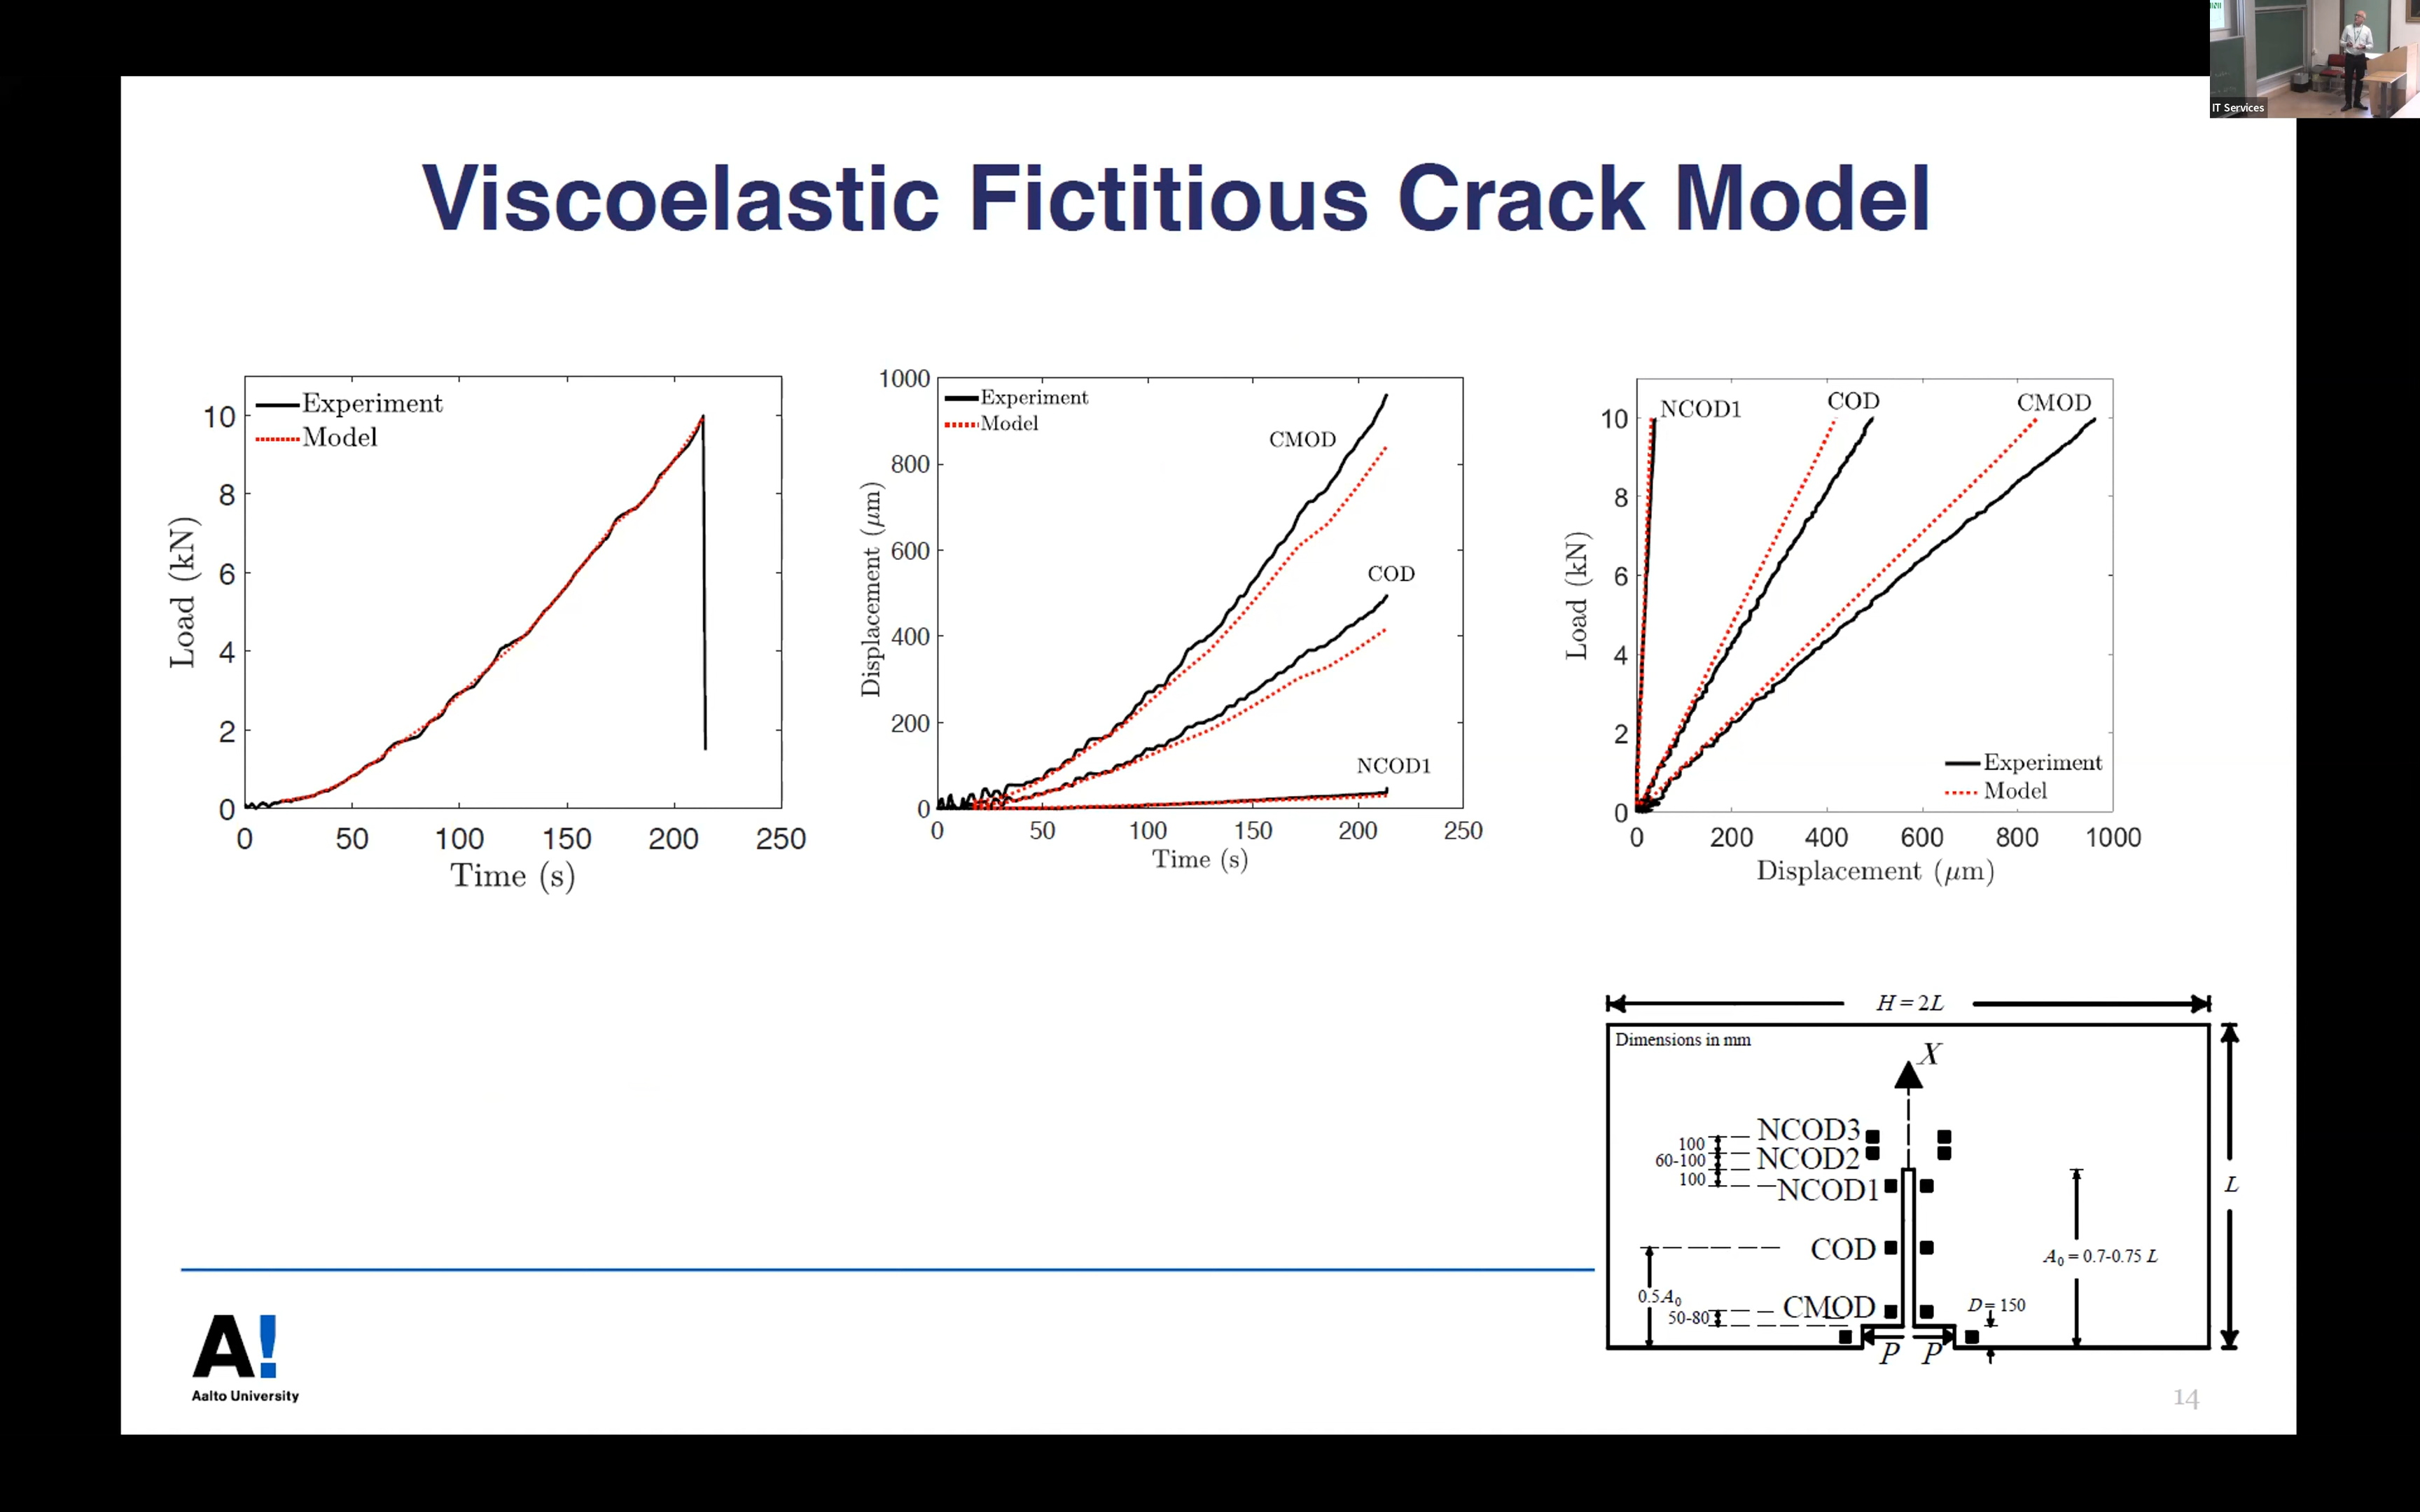 IT Services
Viscoelastic Fictitious Crack Model
Experiment
Model
10
8
6
4
2
0
0 50 100 150 200 250
Load (kN)
Time (s)
Experiment
Model
CMOD
COD
NCOD1
1000
800
600
400
200
0
0 50 100 150 200 250
Displacement (μm)
Time (s)
NCOD1 COD CMOD
10
8
6
4
2
0
Experiment
Model
0 200 400 600 800 1000
Load (kN)
Displacement (μm)
H = 2L
Dimensions in mm
X
NCOD3
100
60-100
NCOD2
100
NCOD1
L
COD
A₀ = 0.7-0.75 L
0.5A₀
50-80
CMOD
D = 150
P P
A!
Aalto University
14